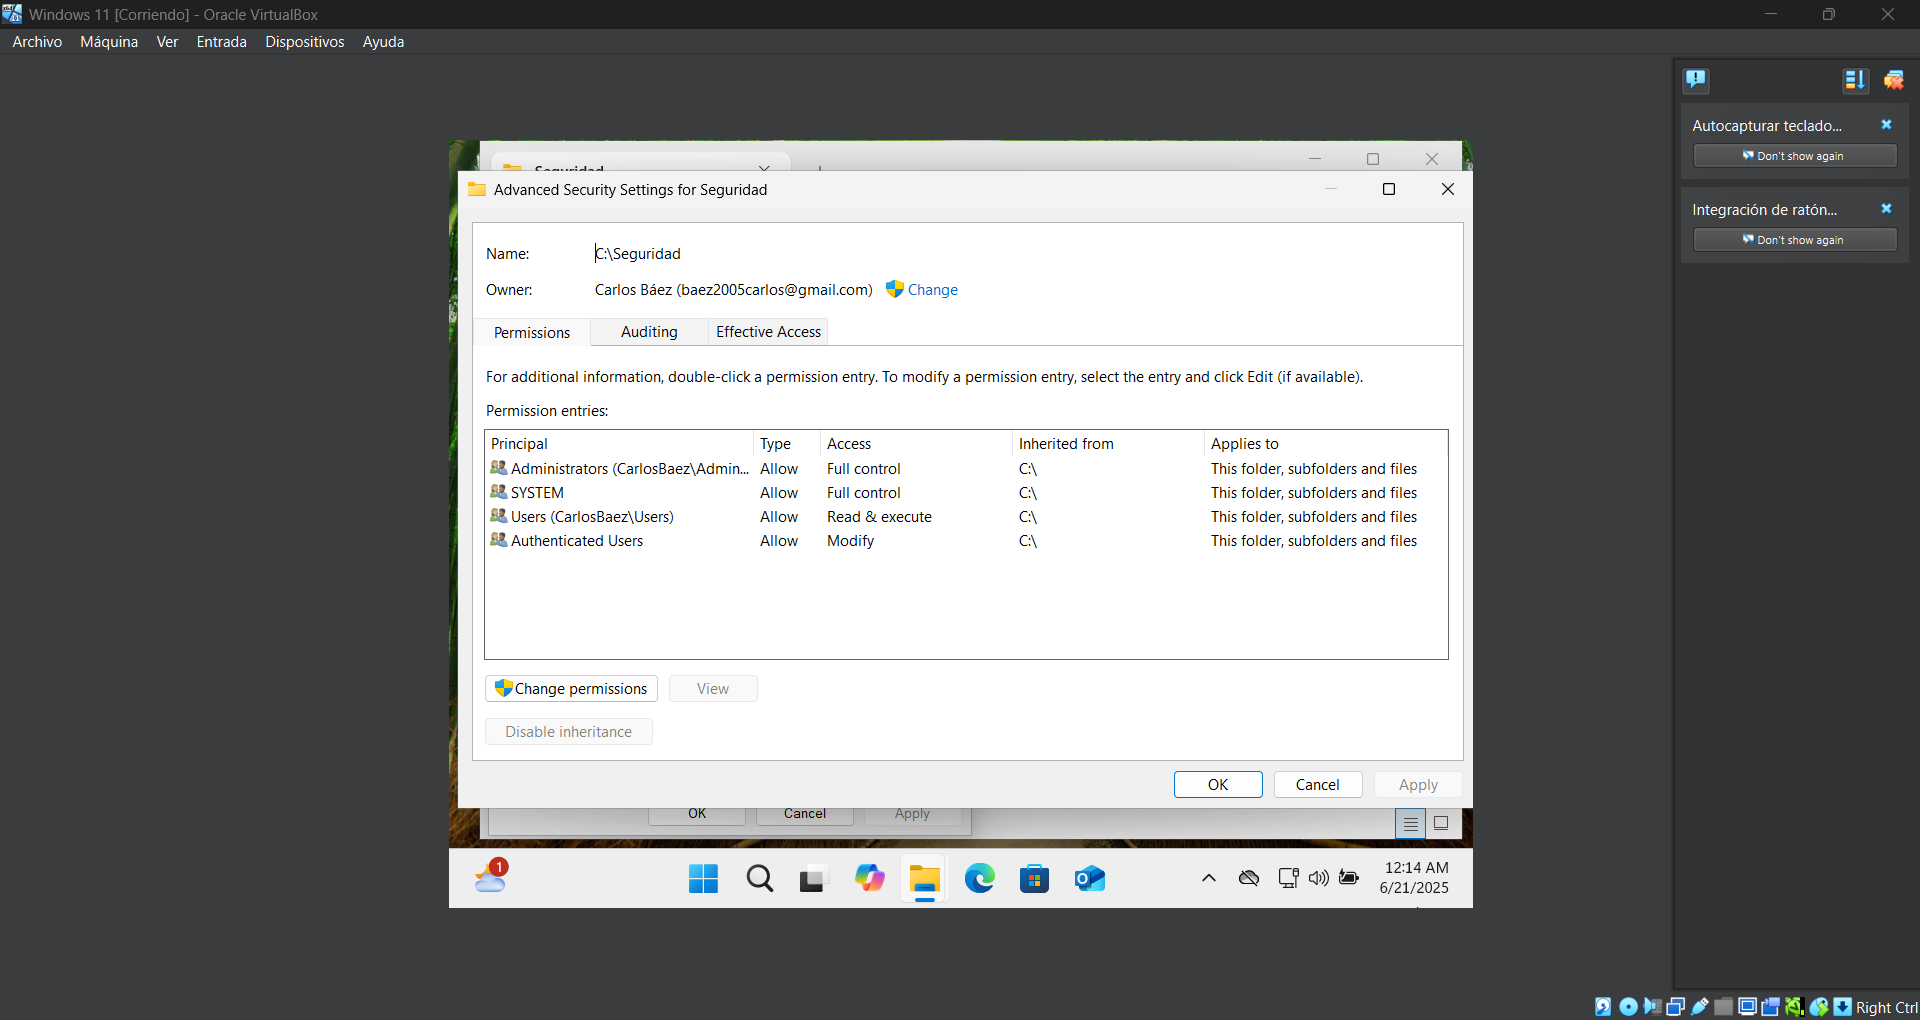 Windows 11 [Corriendo] - Oracle VirtualBox
Archivo Máquina Ver Entrada Dispositivos Ayuda
Autocapturar teclado...
Don't show again
Integración de ratón...
Don't show again
Seguridad
Advanced Security Settings for Seguridad
Name: C:\Seguridad
Owner: Carlos Báez (baez2005carlos@gmail.com) Change
Permissions Auditing Effective Access
For additional information, double-click a permission entry. To modify a permission entry, select the entry and click Edit (if available).
Permission entries:
Principal Type Access Inherited from Applies to
Administrators (CarlosBaez\Admin... Allow Full control C:\ This folder, subfolders and files
SYSTEM Allow Full control C:\ This folder, subfolders and files
Users (CarlosBaez\Users) Allow Read & execute C:\ This folder, subfolders and files
Authenticated Users Allow Modify C:\ This folder, subfolders and files
Change permissions View
Disable inheritance
OK Cancel Apply
OK Cancel Apply
1
12:14 AM
6/21/2025
Right Ctrl